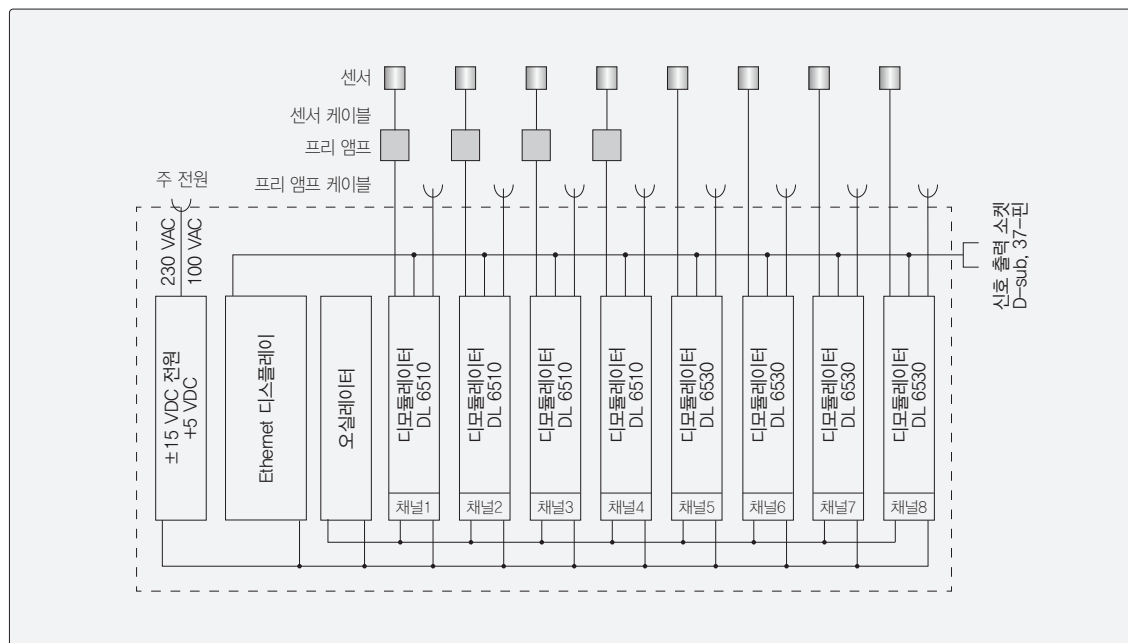 센서
센서 케이블
프리 앰프
주 전원
프리 앰프 케이블
230 VAC
100 VAC
신호 출력 소켓
D-sub, 37-핀
±15 VDC 전원
+5 VDC
Ethernet 디스플레이
오실레이터
디모듈레이터
DL 6510
디모듈레이터
DL 6510
디모듈레이터
DL 6510
디모듈레이터
DL 6510
디모듈레이터
DL 6530
디모듈레이터
DL 6530
디모듈레이터
DL 6530
디모듈레이터
DL 6530
채널1
채널2
채널3
채널4
채널5
채널6
채널7
채널8